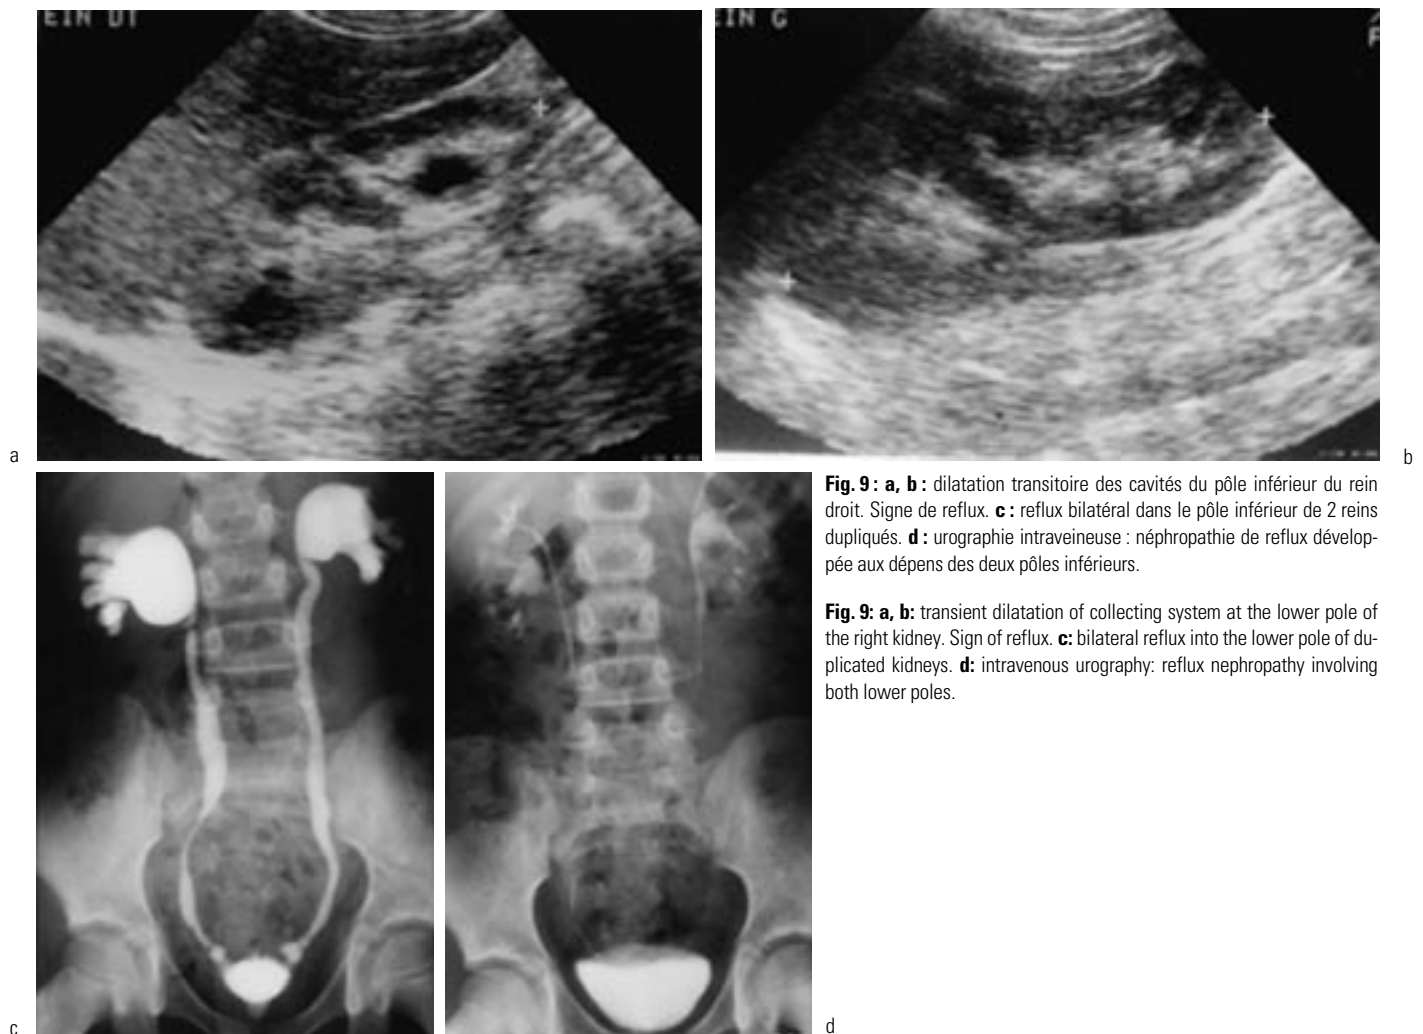 EIN DT
EIN G
a
b
Fig. 9 : a, b : dilatation transitoire des cavités du pôle inférieur du rein
droit. Signe de reflux. c : reflux bilatéral dans le pôle inférieur de 2 reins
dupliqués. d : urographie intraveineuse : néphropathie de reflux dévelop-
pée aux dépens des deux pôles inférieurs.
Fig. 9: a, b: transient dilatation of collecting system at the lower pole of
the right kidney. Sign of reflux. c: bilateral reflux into the lower pole of du-
plicated kidneys. d: intravenous urography: reflux nephropathy involving
both lower poles.
c
d